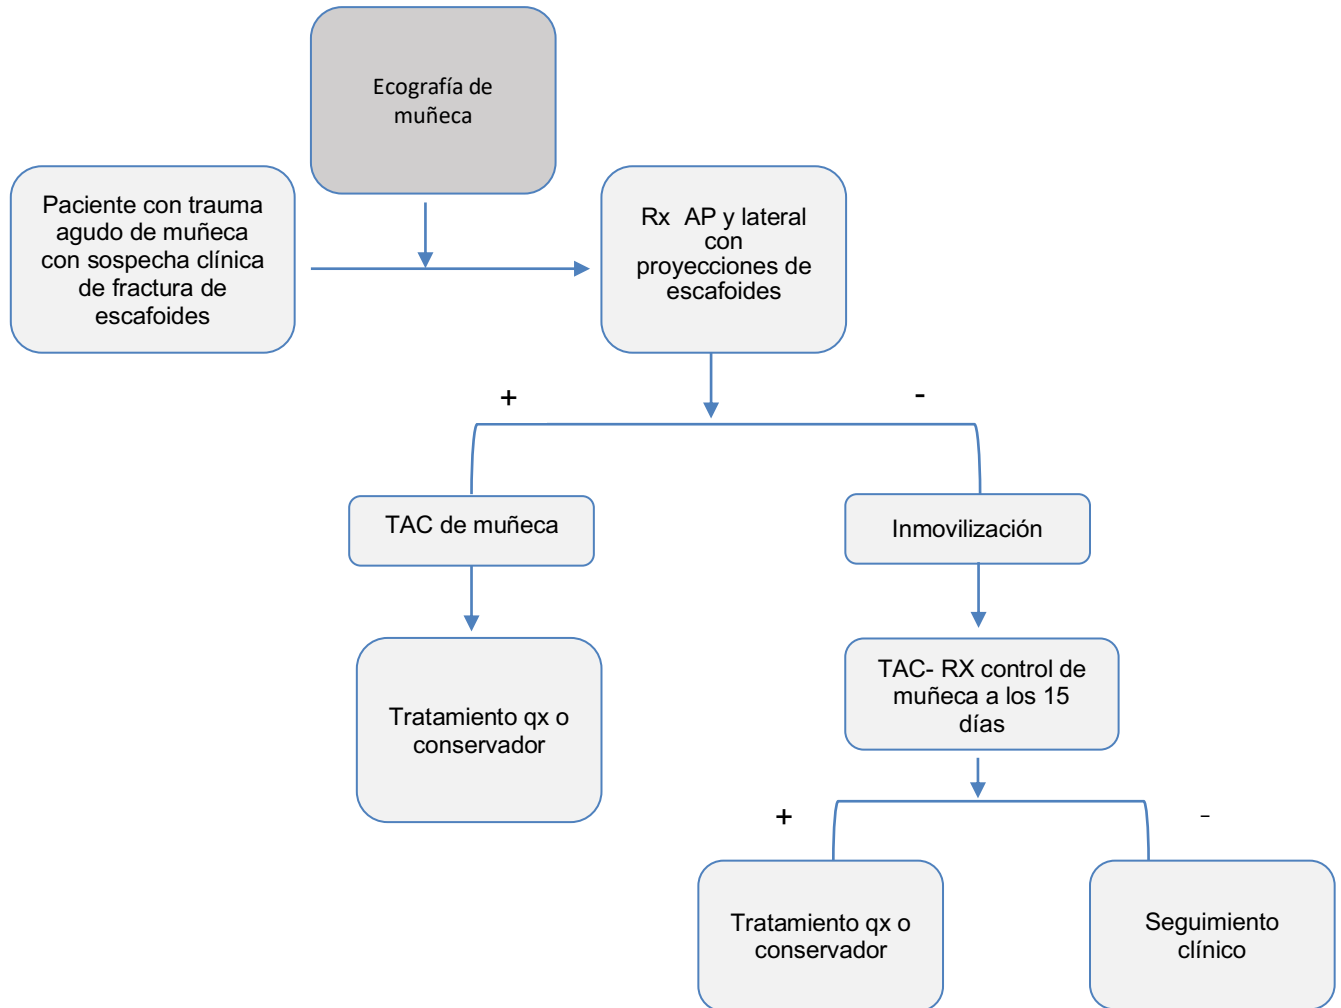 Ecografía de
muñeca
Paciente con trauma
agudo de muñeca
con sospecha clínica
de fractura de
escafoides
Rx  AP y lateral
con
proyecciones de
escafoides
+
-
TAC de muñeca
Inmovilización
Tratamiento qx o
conservador
TAC- RX control de
muñeca a los 15
días
+
-
Tratamiento qx o
conservador
Seguimiento
clínico